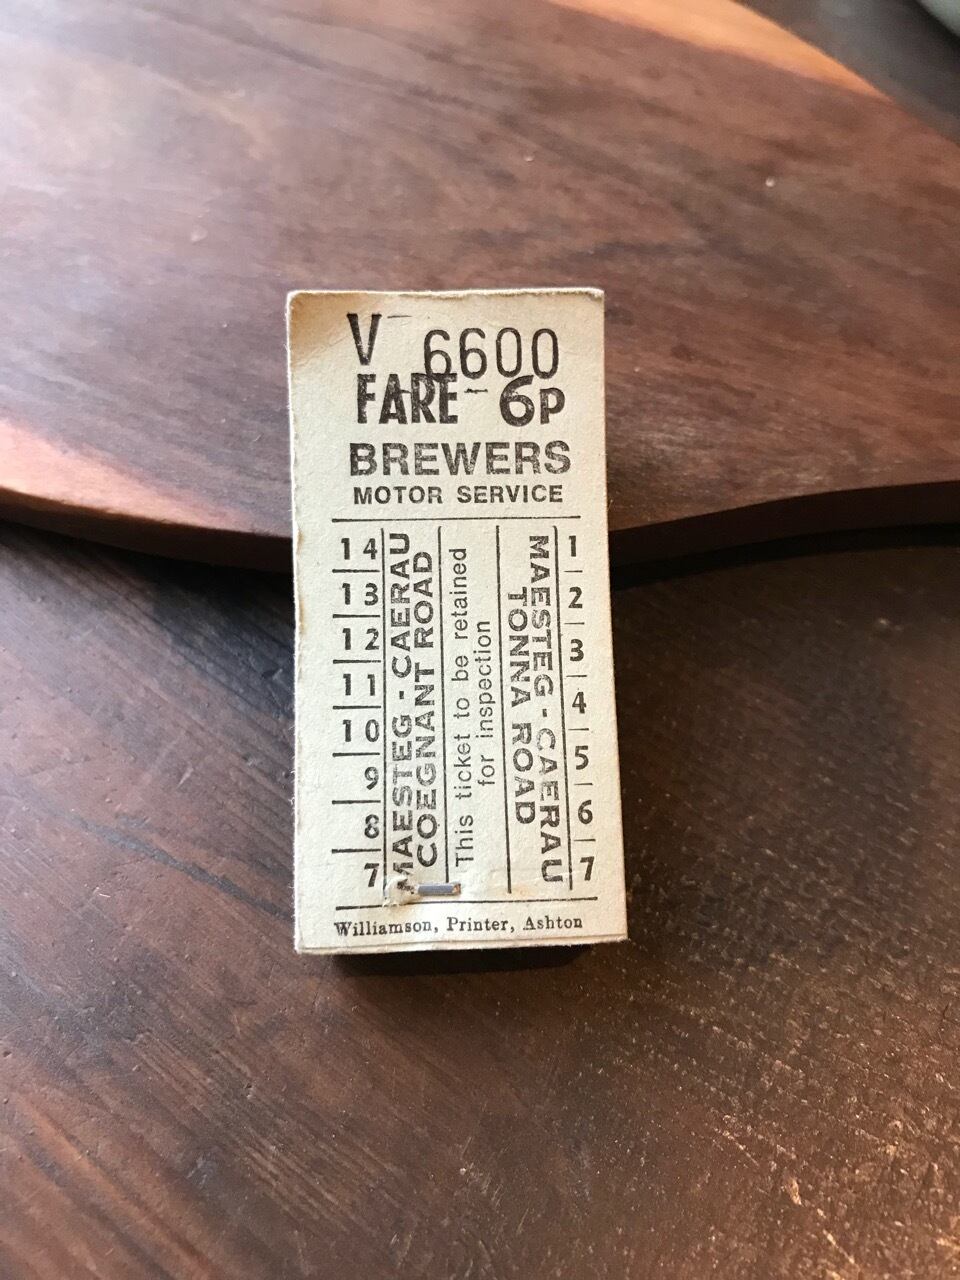 V 6600
FARE 6P
BREWERS
MOTOR SERVICE
14
13
12
11
10
9
8
7
MAESTEG - CAERAU
COEGNANT ROAD
This ticket to be retained
for inspection
MAESTEG - CAERAU
TONNA ROAD
1
2
3
4
5
6
7
Williamson, Printer, Ashton